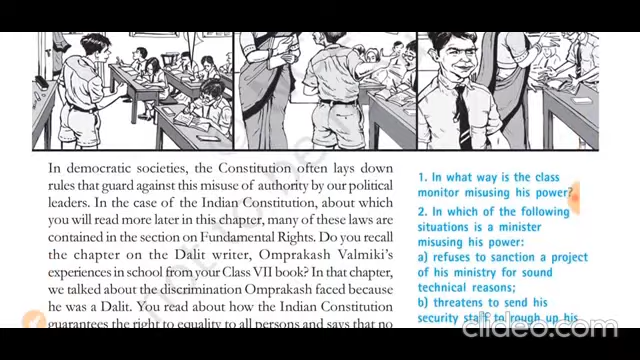 In democratic societies, the Constitution often lays down
rules that guard against this misuse of authority by our political
leaders. In the case of the Indian Constitution, about which
you will read more later in this chapter, many of these laws are
contained in the section on Fundamental Rights. Do you recall
the chapter on the Dalit writer, Omprakash Valmiki's
experiences in school from your Class VII book? In that chapter,
we talked about the discrimination Omprakash faced because
he was a Dalit. You read about how the Indian Constitution
guarantees the right to equality to all persons and says that no
1. In what way is the class
monitor misusing his power?
2. In which of the following
situations is a minister
misusing his power:
a) refuses to sanction a project
of his ministry for sound
technical reasons;
b) threatens to send his
security staff to rough up his
clideo.com